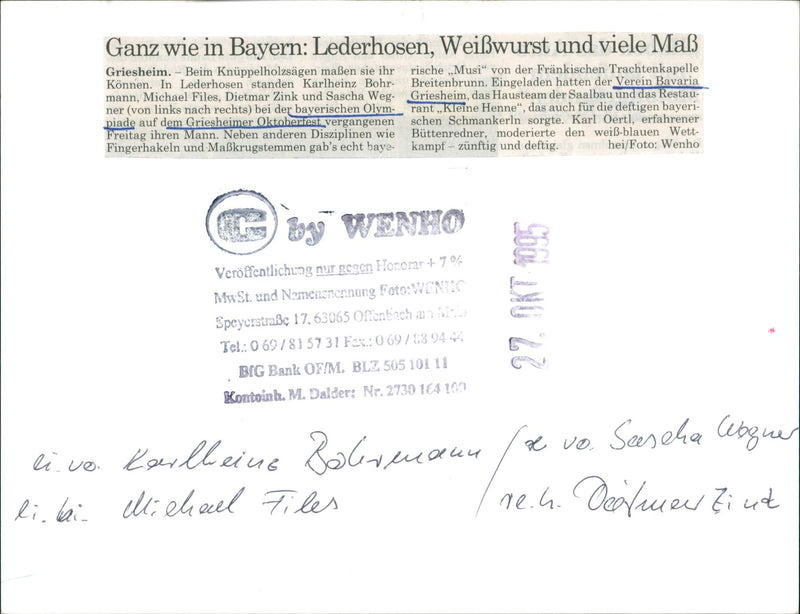 Ganz wie in Bayern: Lederhosen, Weißwurst und viele Maß
Griesheim. – Beim Knüppelholzsägen maßen sie ihr
Können. In Lederhosen standen Karlheinz Bohr-
mann, Michael Files, Dietmar Zink und Sascha Weg-
ner (von links nach rechts) bei der bayerischen Olym-
piade auf dem Griesheimer Oktoberfest vergangenen
Freitag ihren Mann. Neben anderen Disziplinen wie
Fingerhakeln und Maßkrugstemmen gab's echt baye-
rische „Musi" von der Fränkischen Trachtenkapelle
Breitenbrunn. Eingeladen hatten der Verein Bavaria
Griesheim, das Hausteam der Saalbau und das Restau-
rant „Kleine Henne", das auch für die deftigen bayeri-
schen Schmankerln sorgte. Karl Oertl, erfahrener
Büttenredner, moderierte den weiß-blauen Wett-
kampf – zünftig und deftig. hei/Foto: Wenho
C by WENHO
Veröffentlichung nur gegen Honorar + 7 %
MwSt. und Namensnennung Foto: WENHO
Speyerstraße 17, 63065 Offenbach am Main
Tel.: 0 69 / 81 57 31 Fax.: 0 69 / 88 94 44
BfG Bank OF/M. BLZ 505 101 11
Kontoinh. M. Dalder; Nr. 2730 164 100
27. OKT 1995
li. vo. Karlheinz Bohrmann / re vo. Sascha Wegner
li. hi. Michael Files / re. h. Dietmar Zink